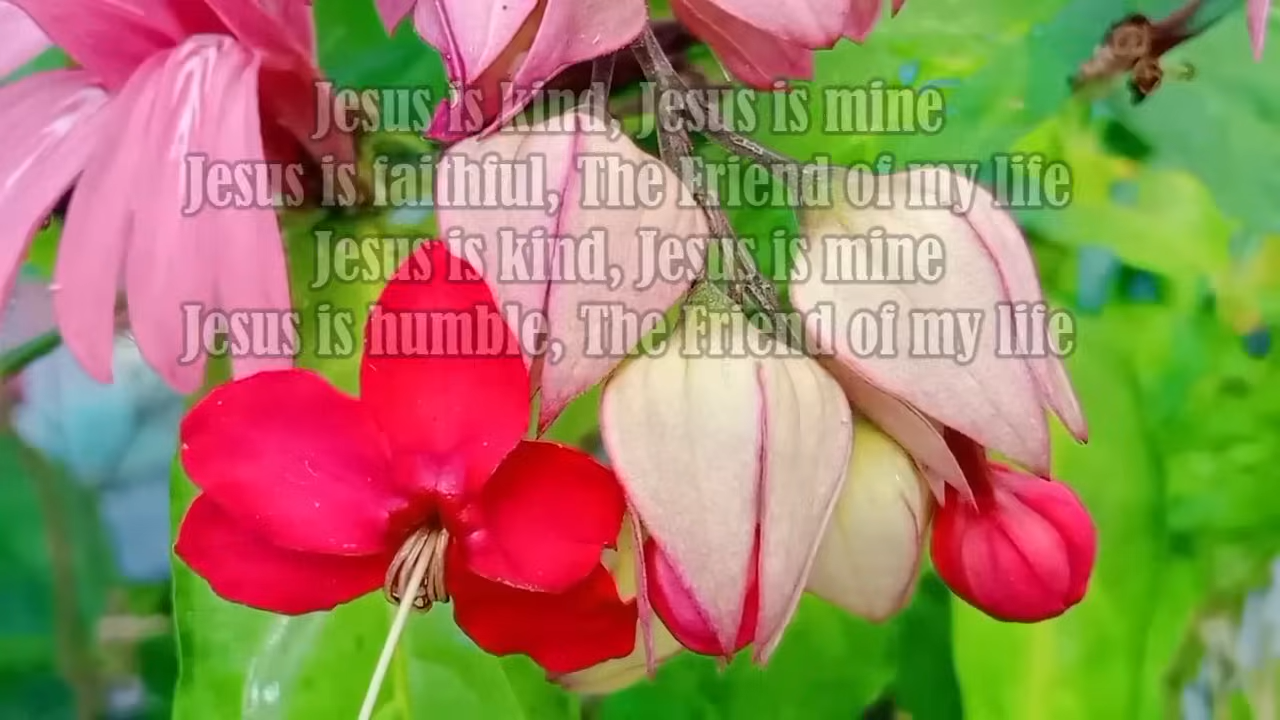 Jesus is kind, Jesus is mine
Jesus is faithful, The friend of my life
Jesus is kind, Jesus is mine
Jesus is humble, The friend of my life